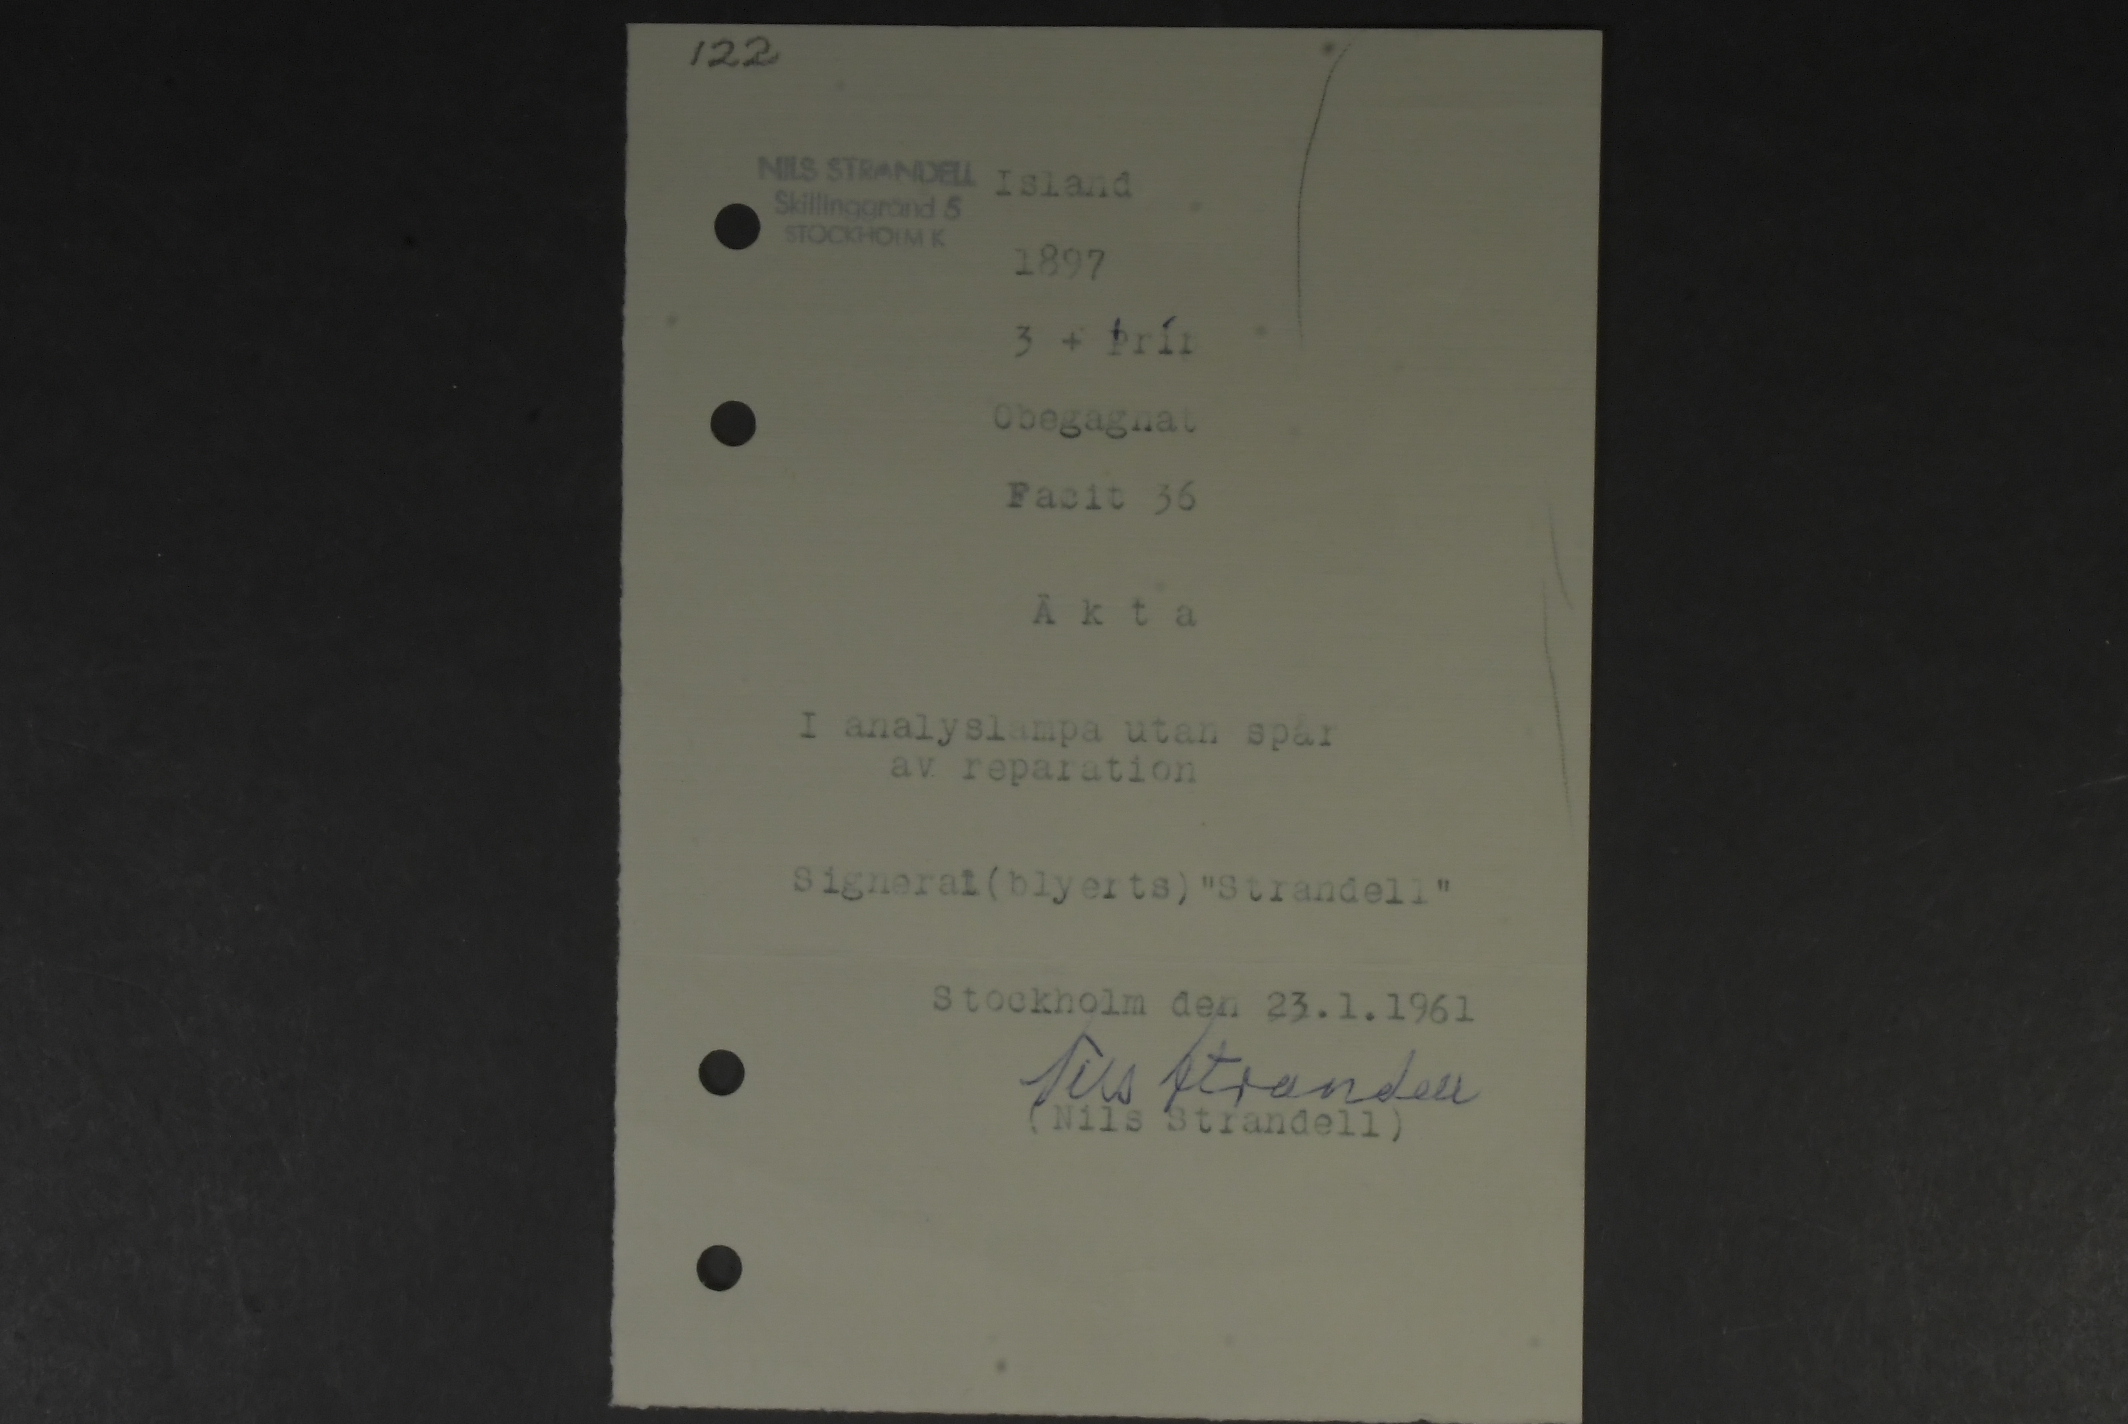 122
NILS STRANDELL
Skillinggränd 5
STOCKHOLM K
Island
1897
3 + Þrír
Obegagnat
Facit 36
Ä k t a
I analyslampa utan spår
av reparation
Signerat(blyerts)"Strandell"
Stockholm den 23.1.1961
Nils Strandell
(Nils Strandell)